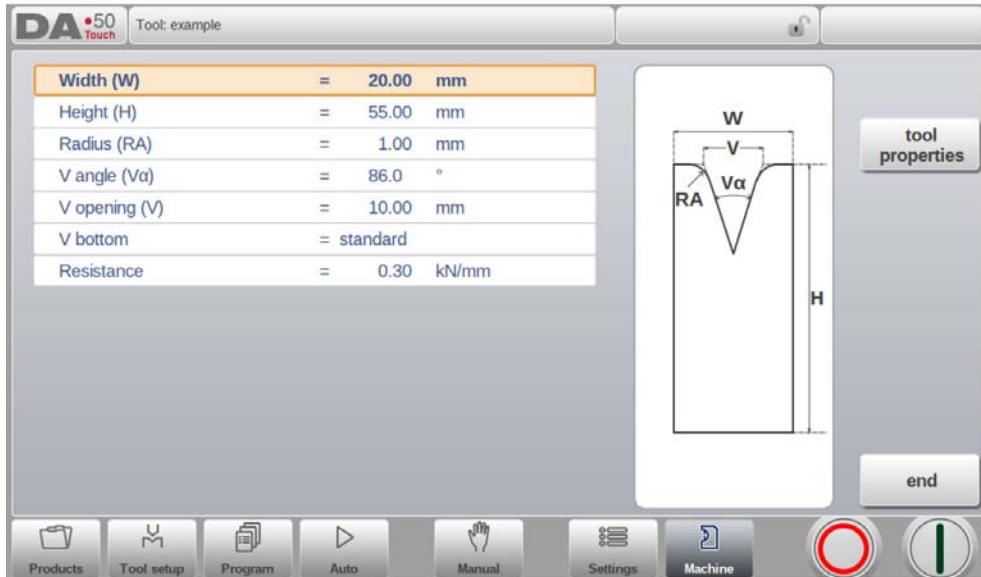 DA•50 Touch
Tool: example
Width (W) = 20.00 mm
Height (H) = 55.00 mm
Radius (RA) = 1.00 mm
V angle (Vα) = 86.0 °
V opening (V) = 10.00 mm
V bottom = standard
Resistance = 0.30 kN/mm
W
V
Vα
RA
H
tool
properties
end
Products
Tool setup
Program
Auto
Manual
Settings
Machine